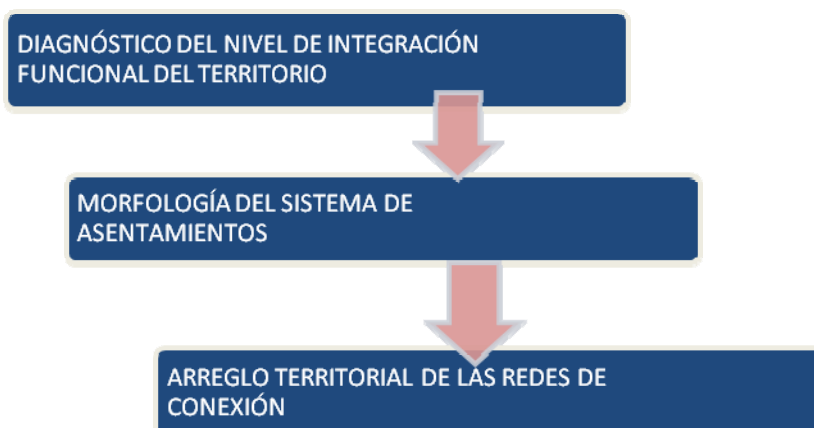 DIAGNÓSTICO DEL NIVEL DE INTEGRACIÓN
FUNCIONAL DEL TERRITORIO
MORFOLOGÍA DEL SISTEMA DE
ASENTAMIENTOS
ARREGLO TERRITORIAL DE LAS REDES DE
CONEXIÓN